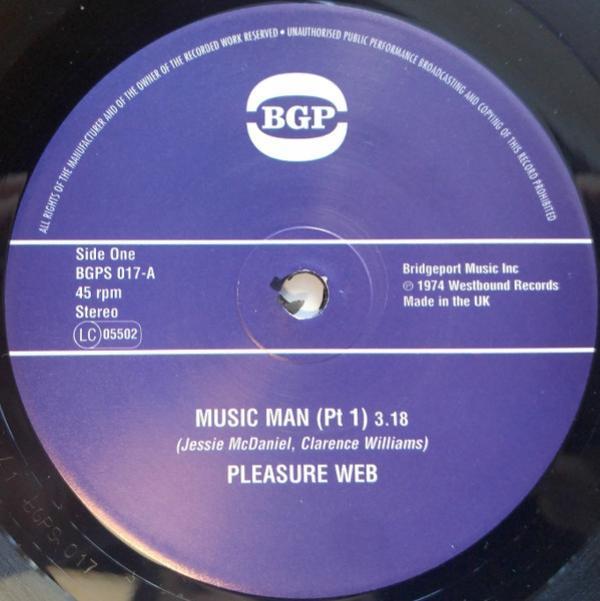 ALL RIGHTS OF THE MANUFACTURER AND OF THE OWNER OF THE RECORDED WORK RESERVED • UNAUTHORISED PUBLIC PERFORMANCE BROADCASTING AND COPYING OF THIS RECORD PROHIBITED
BGP
Side One
BGPS 017-A
45 rpm
Stereo
LC 05502
Bridgeport Music Inc
℗ 1974 Westbound Records
Made in the UK
MUSIC MAN (Pt 1) 3.18
(Jessie McDaniel, Clarence Williams)
PLEASURE WEB
BGPS 017